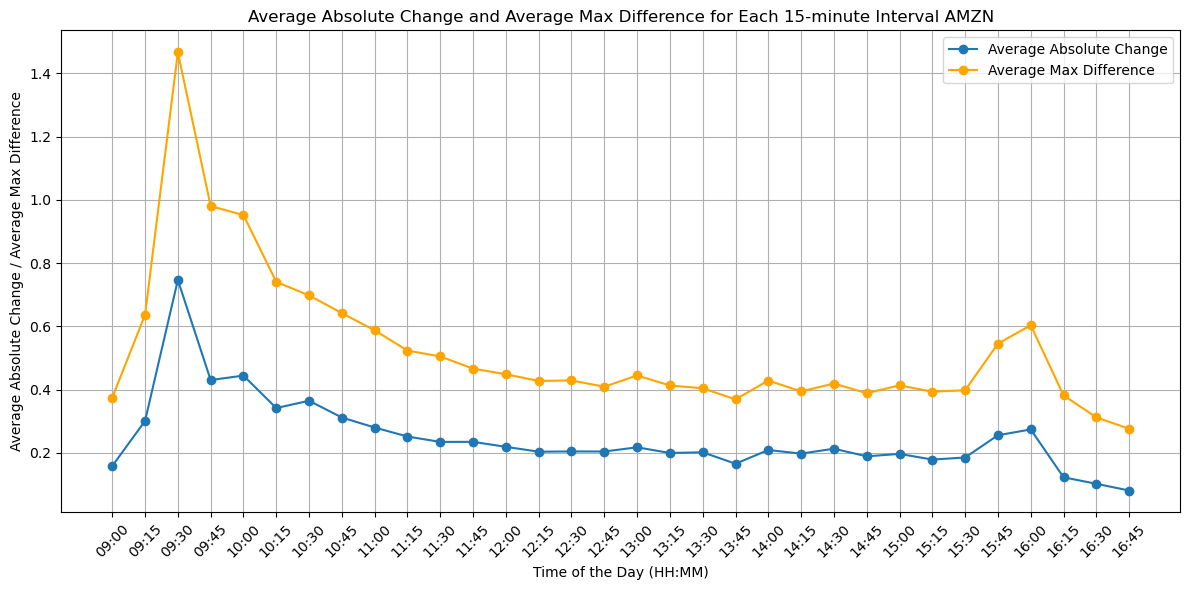 Average Absolute Change and Average Max Difference for Each 15-minute Interval AMZN
Average Absolute Change
Average Max Difference
Average Absolute Change / Average Max Difference
1.4
1.2
1.0
0.8
0.6
0.4
0.2
09:00 09:15 09:30 09:45 10:00 10:15 10:30 10:45 11:00 11:15 11:30 11:45 12:00 12:15 12:30 12:45 13:00 13:15 13:30 13:45 14:00 14:15 14:30 14:45 15:00 15:15 15:30 15:45 16:00 16:15 16:30 16:45
Time of the Day (HH:MM)